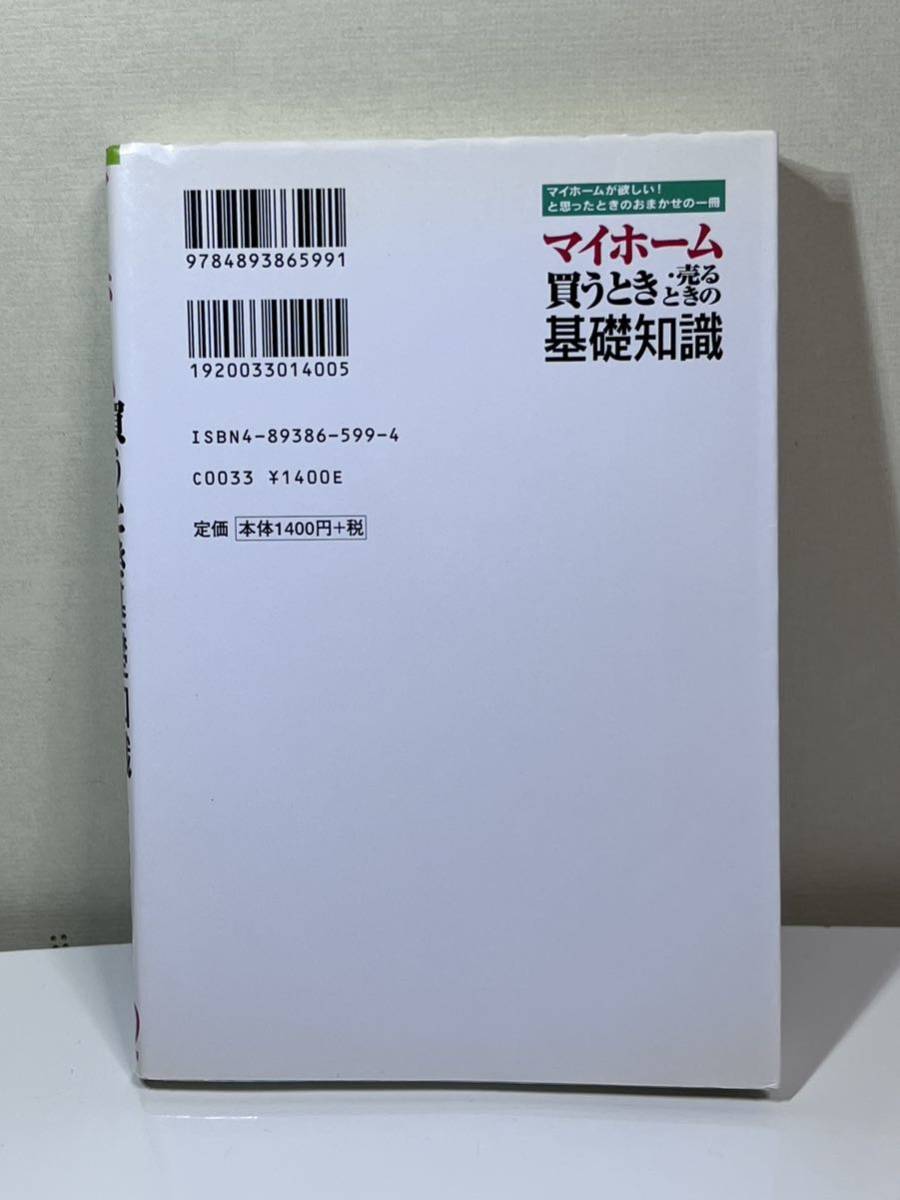 9784893865991
1920033014005
ISBN4-89386-599-4
C0033 ¥1400E
定価 本体1400円+税
マイホームが欲しい!
と思ったときのおまかせの一冊
マイホーム
買うとき・売るときの
基礎知識
買